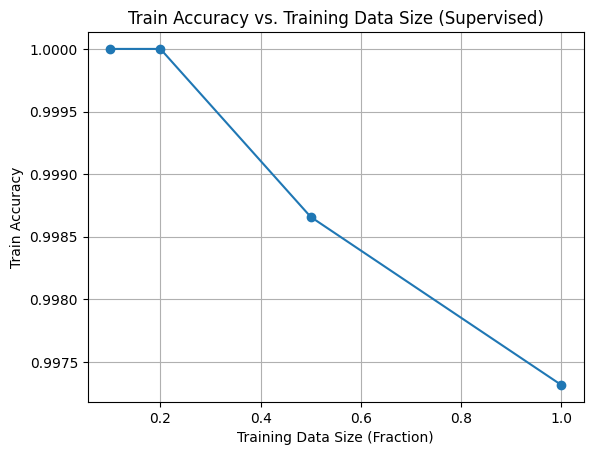 Train Accuracy vs. Training Data Size (Supervised)
1.0000
0.9995
0.9990
0.9985
0.9980
0.9975
Train Accuracy
0.2 0.4 0.6 0.8 1.0
Training Data Size (Fraction)